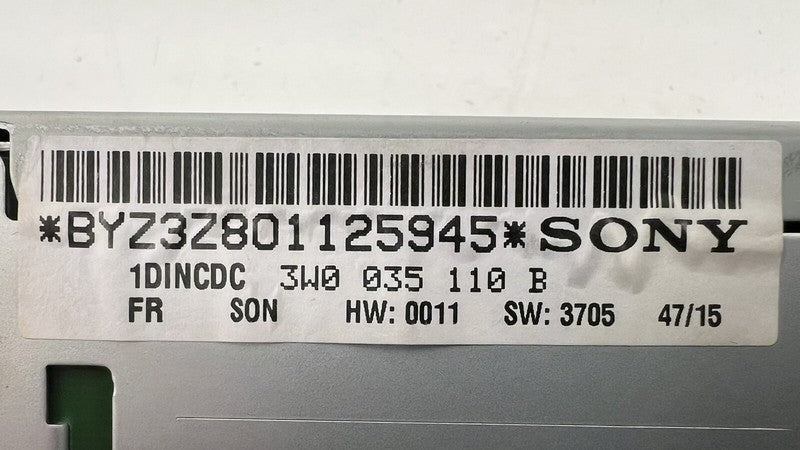 *BYZ3Z801125945* SONY
1DINCDC 3W0 035 110 B
FR SON HW: 0011 SW: 3705 47/15